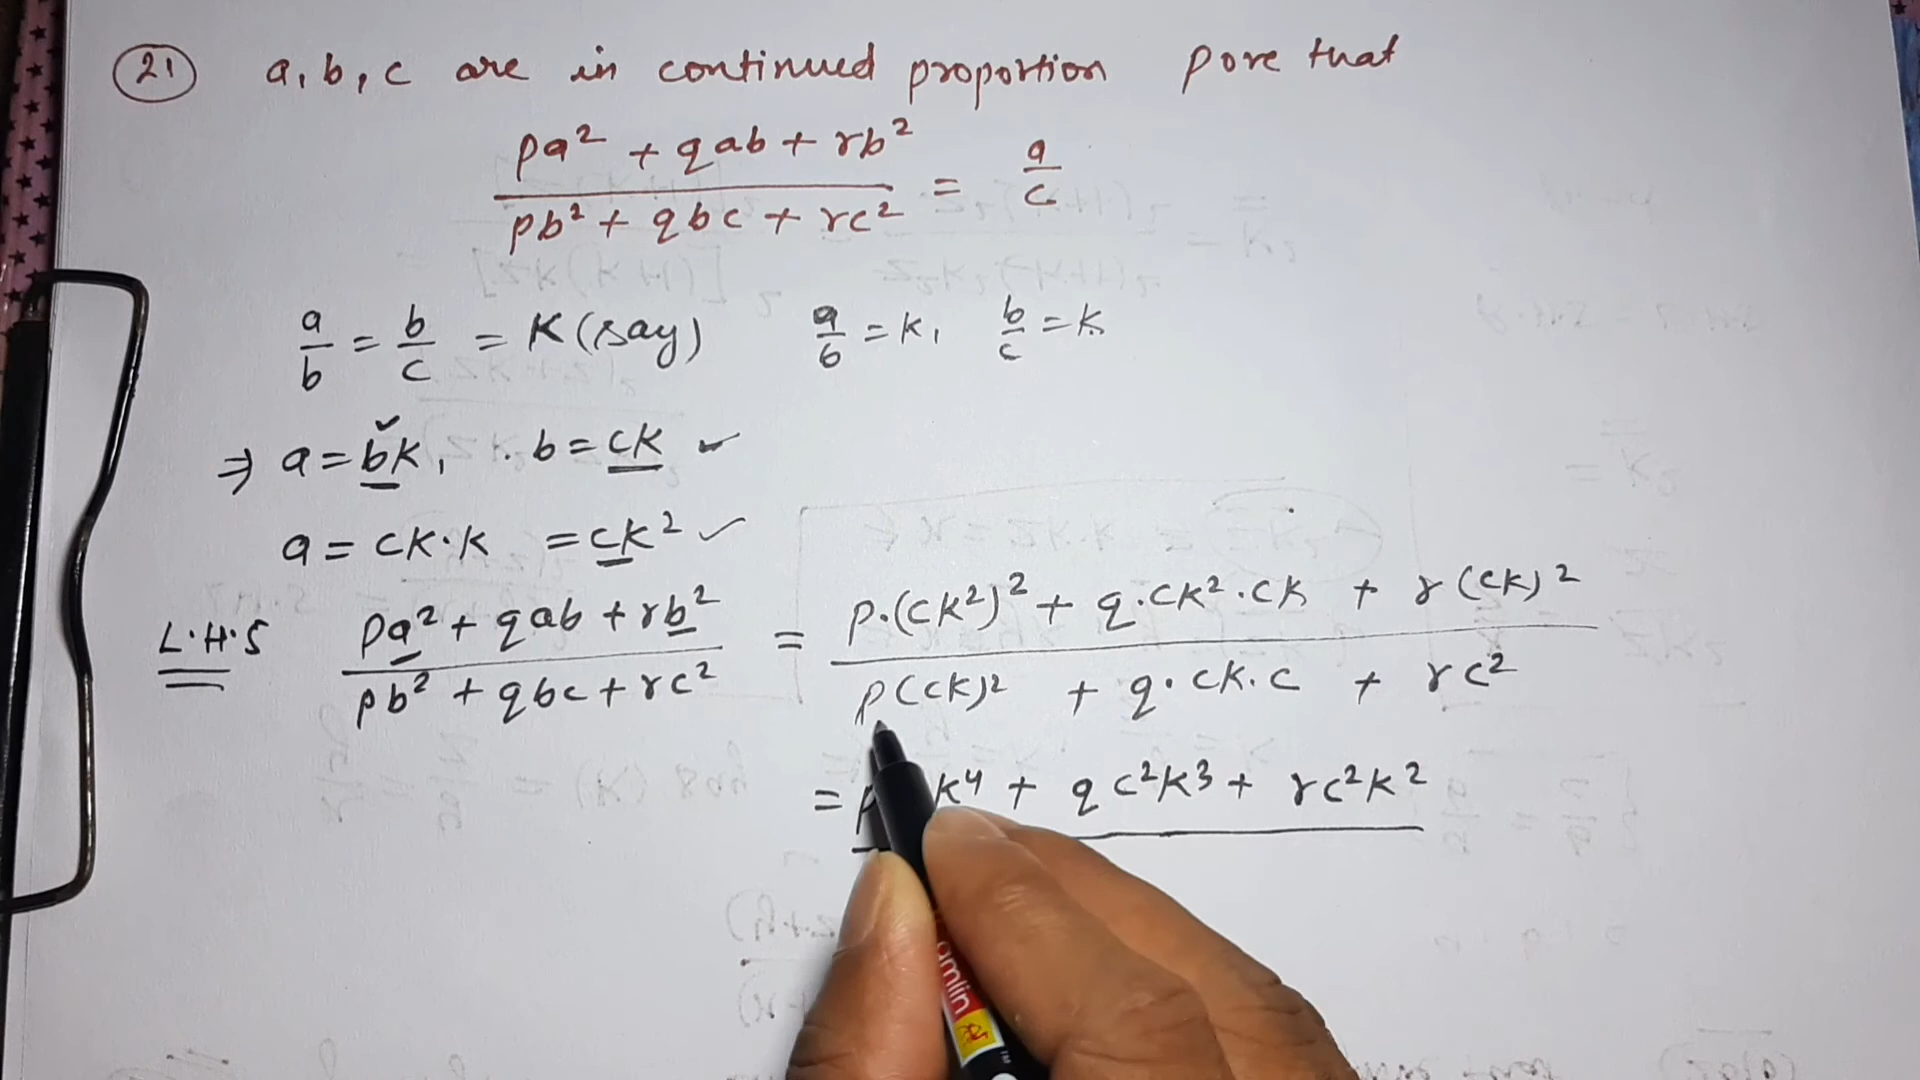 21 a, b, c are in continued proportion pore that
pa² + qab + rb² / pb² + qbc + rc² = a/c
a/b = b/c = K (say) a/b = k, b/c = k
⇒ a = bk, b = ck ✓
a = ck·k = ck² ✓
L.H.S pa² + qab + rb² / pb² + qbc + rc² = p·(ck²)² + q·ck²·ck + r(ck)² / p(ck)² + q·ck·c + rc²
= p k⁴ + qc²k³ + rc²k²